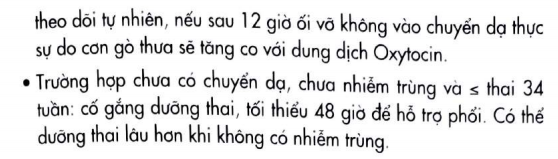 theo dõi tự nhiên, nếu sau 12 giờ ối vỡ không vào chuyển dạ thực
sự do cơn gò thưa sẽ tăng co với dung dịch Oxytocin.
• Trường hợp chưa có chuyển dạ, chưa nhiễm trùng và ≤ thai 34
tuần: cố gắng dưỡng thai, tối thiểu 48 giờ để hỗ trợ phổi. Có thể
dưỡng thai lâu hơn khi không có nhiễm trùng.